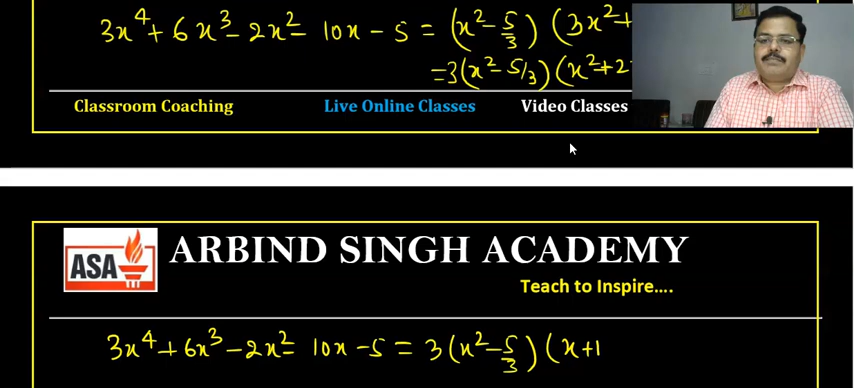 3x⁴ + 6x³ - 2x² - 10x - 5 = (x² - 5/3) (3x² +
= 3 (x² - 5/3) (x² + 2
Classroom Coaching Live Online Classes Video Classes
ASA ARBIND SINGH ACADEMY
Teach to Inspire....
3x⁴ + 6x³ - 2x² - 10x - 5 = 3 (x² - 5/3) (x + 1